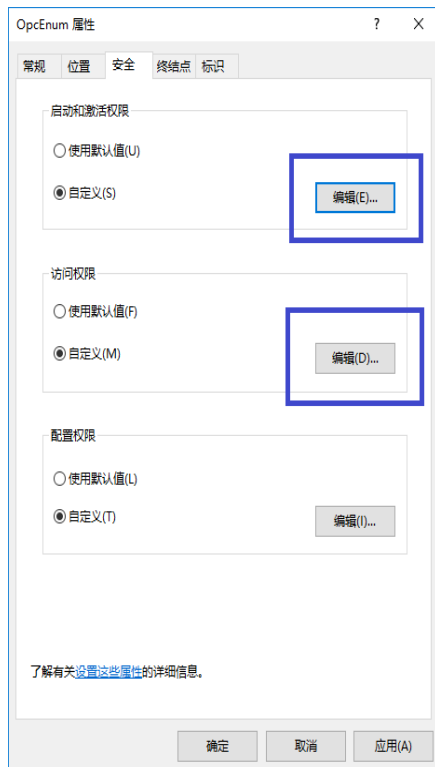 OpcEnum 属性
常规 位置 安全 终结点 标识
启动和激活权限
使用默认值(U)
自定义(S) 编辑(E)...
访问权限
使用默认值(F)
自定义(M) 编辑(D)...
配置权限
使用默认值(L)
自定义(T) 编辑(I)...
了解有关设置这些属性的详细信息。
确定 取消 应用(A)